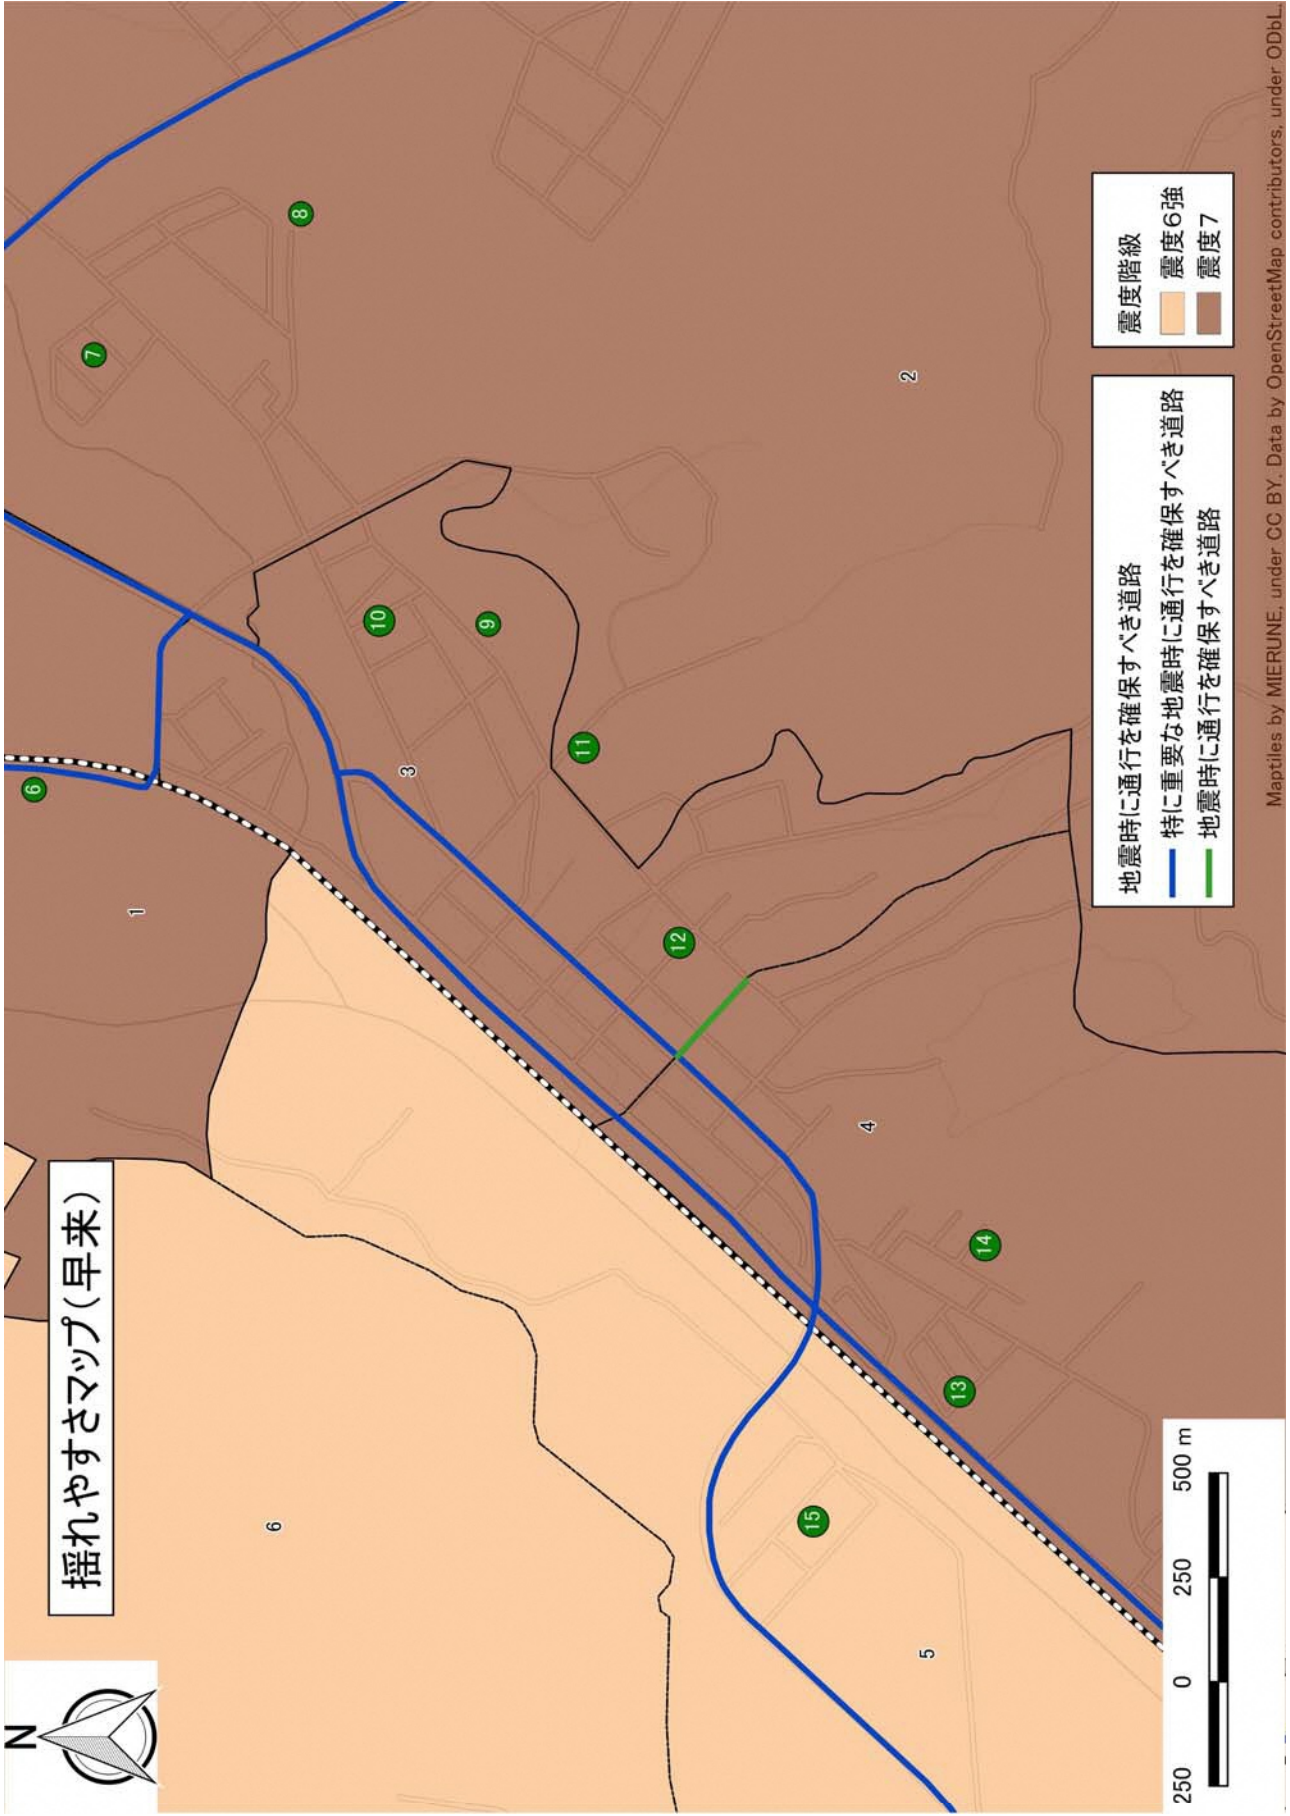 揺れやすさマップ(早来)
N
6
7
8
1
10
9
3
11
2
12
6
4
14
13
15
5
地震時に通行を確保すべき道路
特に重要な地震時に通行を確保すべき道路
地震時に通行を確保すべき道路
震度階級
震度6強
震度7
250 0 250 500 m
Maptiles by MIERUNE, under CC BY. Data by OpenStreetMap contributors, under ODbL.